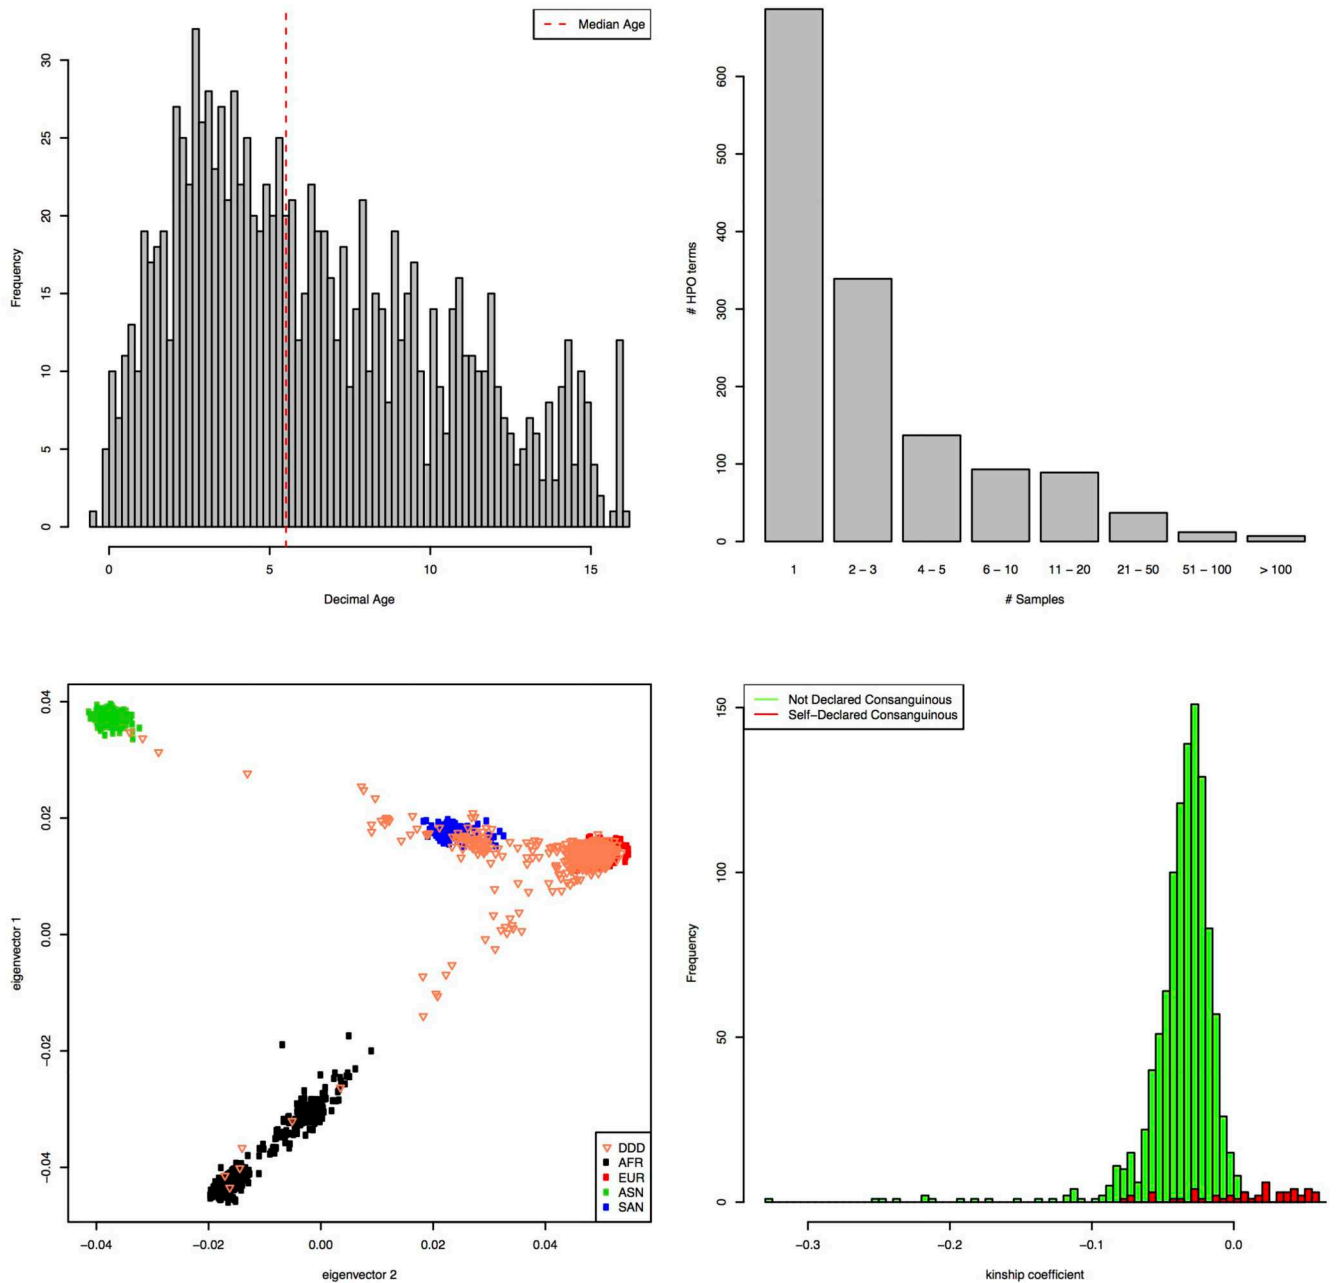 Median Age
30
25
20
15
10
5
0
Frequency
0 5 10 15
Decimal Age
600
500
400
300
200
100
0
# HPO terms
1 2 – 3 4 – 5 6 – 10 11 – 20 21 – 50 51 – 100 > 100
# Samples
0.04
0.02
0.00
−0.02
−0.04
eigenvector 1
DDD
AFR
EUR
ASN
SAN
−0.04 −0.02 0.00 0.02 0.04
eigenvector 2
Not Declared Consanguinous
Self−Declared Consanguinous
150
100
50
0
Frequency
−0.3 −0.2 −0.1 0.0
kinship coefficient